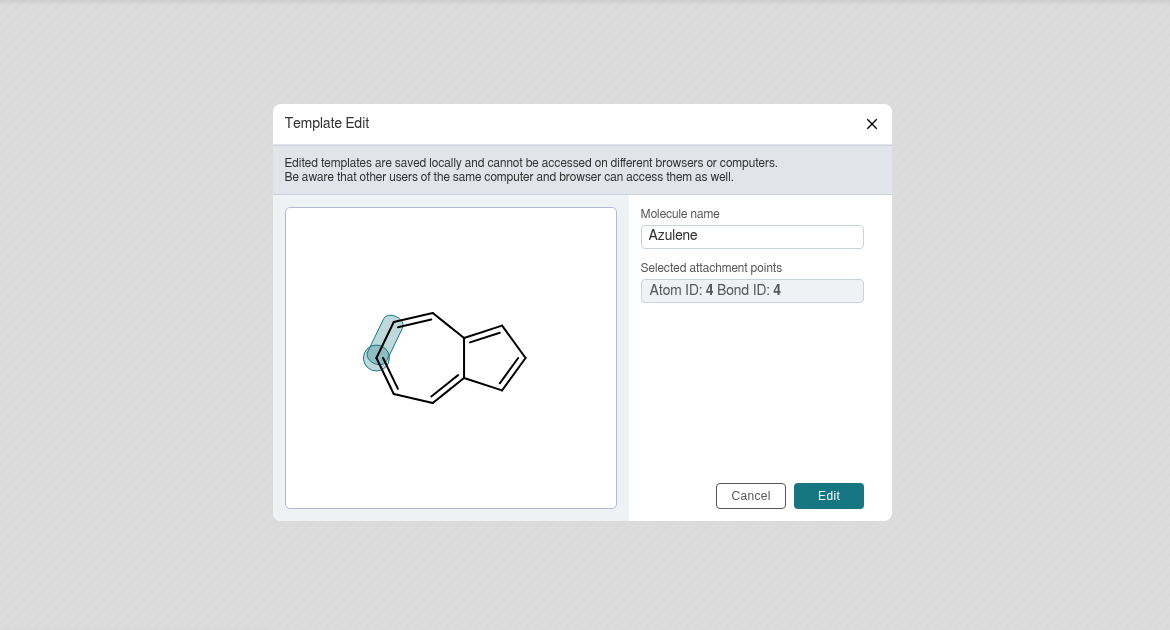 Template Edit
Edited templates are saved locally and cannot be accessed on different browsers or computers.
Be aware that other users of the same computer and browser can access them as well.
Molecule name
Azulene
Selected attachment points
Atom ID: 4 Bond ID: 4
Cancel
Edit